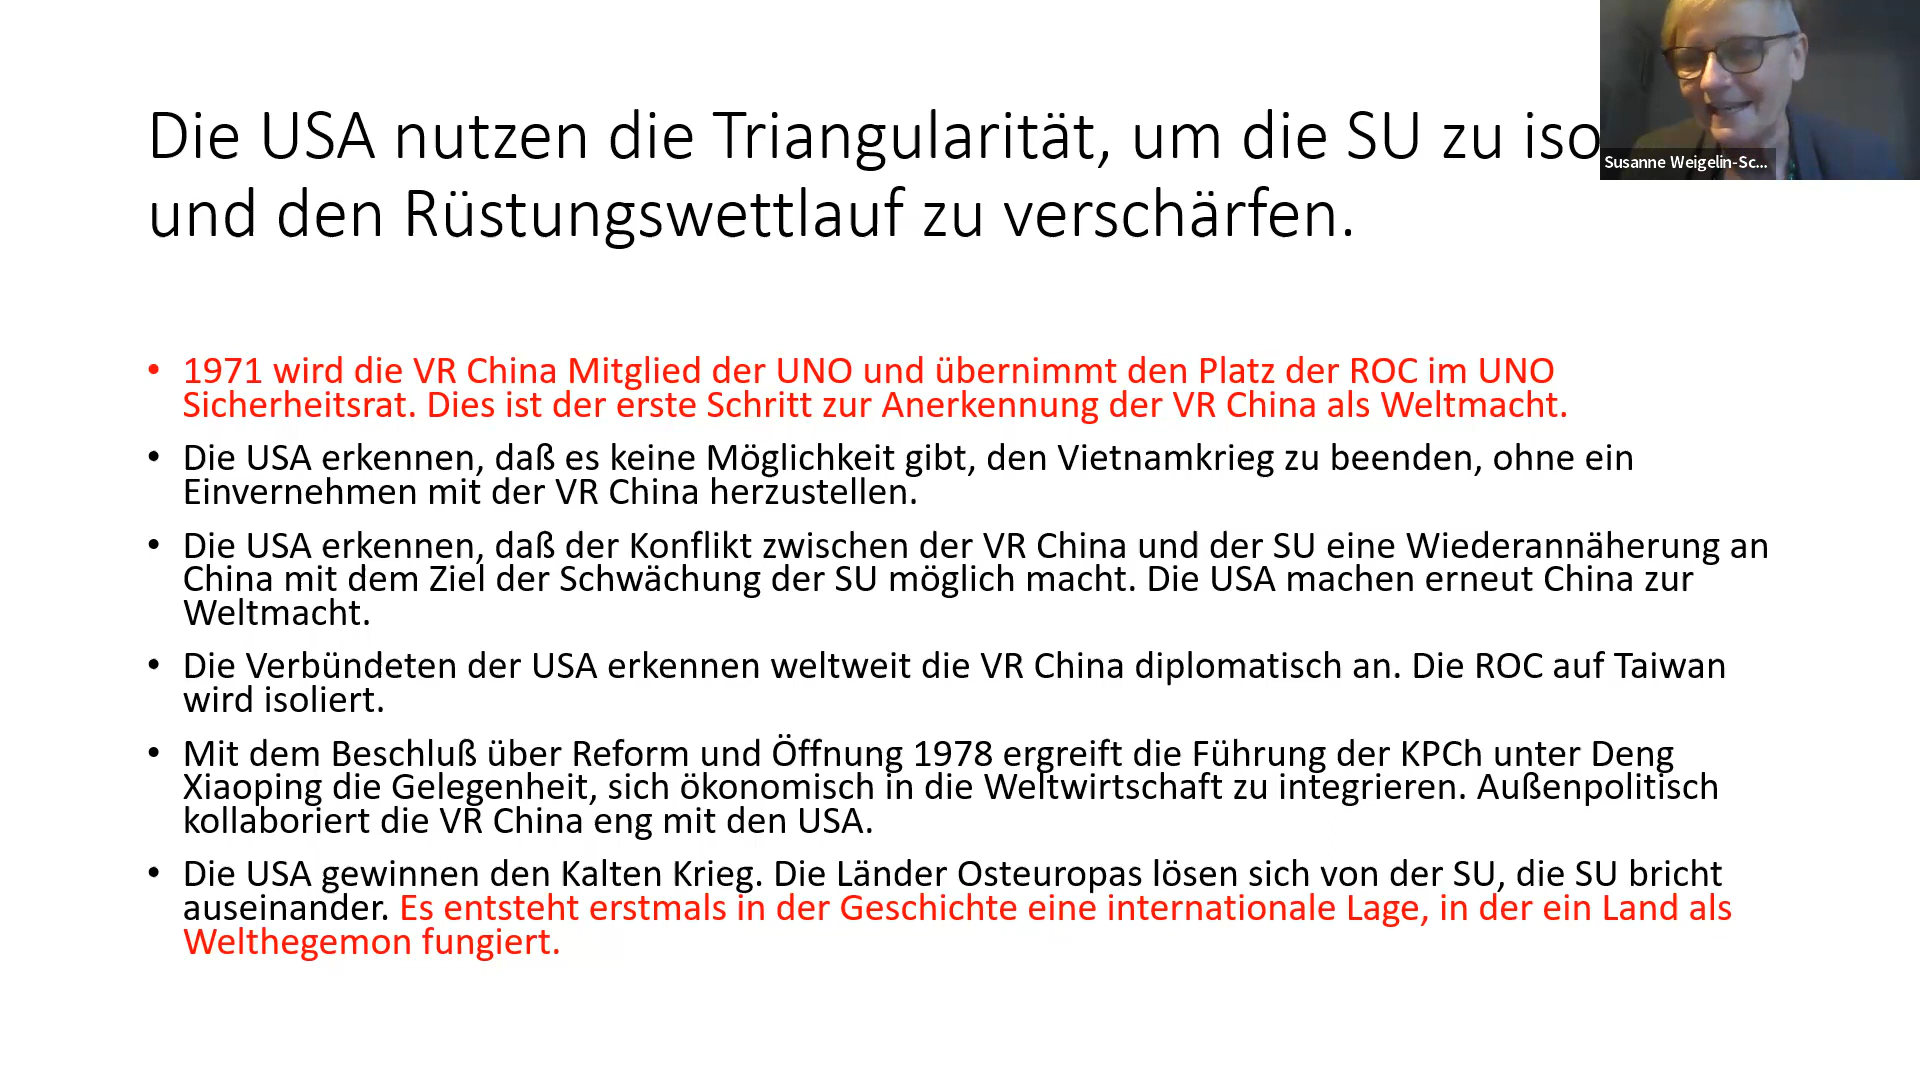 Die USA nutzen die Triangularität, um die SU zu iso
und den Rüstungswettlauf zu verschärfen.
Susanne Weigelin-Sc...
• 1971 wird die VR China Mitglied der UNO und übernimmt den Platz der ROC im UNO
Sicherheitsrat. Dies ist der erste Schritt zur Anerkennung der VR China als Weltmacht.
• Die USA erkennen, daß es keine Möglichkeit gibt, den Vietnamkrieg zu beenden, ohne ein
Einvernehmen mit der VR China herzustellen.
• Die USA erkennen, daß der Konflikt zwischen der VR China und der SU eine Wiederannäherung an
China mit dem Ziel der Schwächung der SU möglich macht. Die USA machen erneut China zur
Weltmacht.
• Die Verbündeten der USA erkennen weltweit die VR China diplomatisch an. Die ROC auf Taiwan
wird isoliert.
• Mit dem Beschluß über Reform und Öffnung 1978 ergreift die Führung der KPCh unter Deng
Xiaoping die Gelegenheit, sich ökonomisch in die Weltwirtschaft zu integrieren. Außenpolitisch
kollaboriert die VR China eng mit den USA.
• Die USA gewinnen den Kalten Krieg. Die Länder Osteuropas lösen sich von der SU, die SU bricht
auseinander. Es entsteht erstmals in der Geschichte eine internationale Lage, in der ein Land als
Welthegemon fungiert.